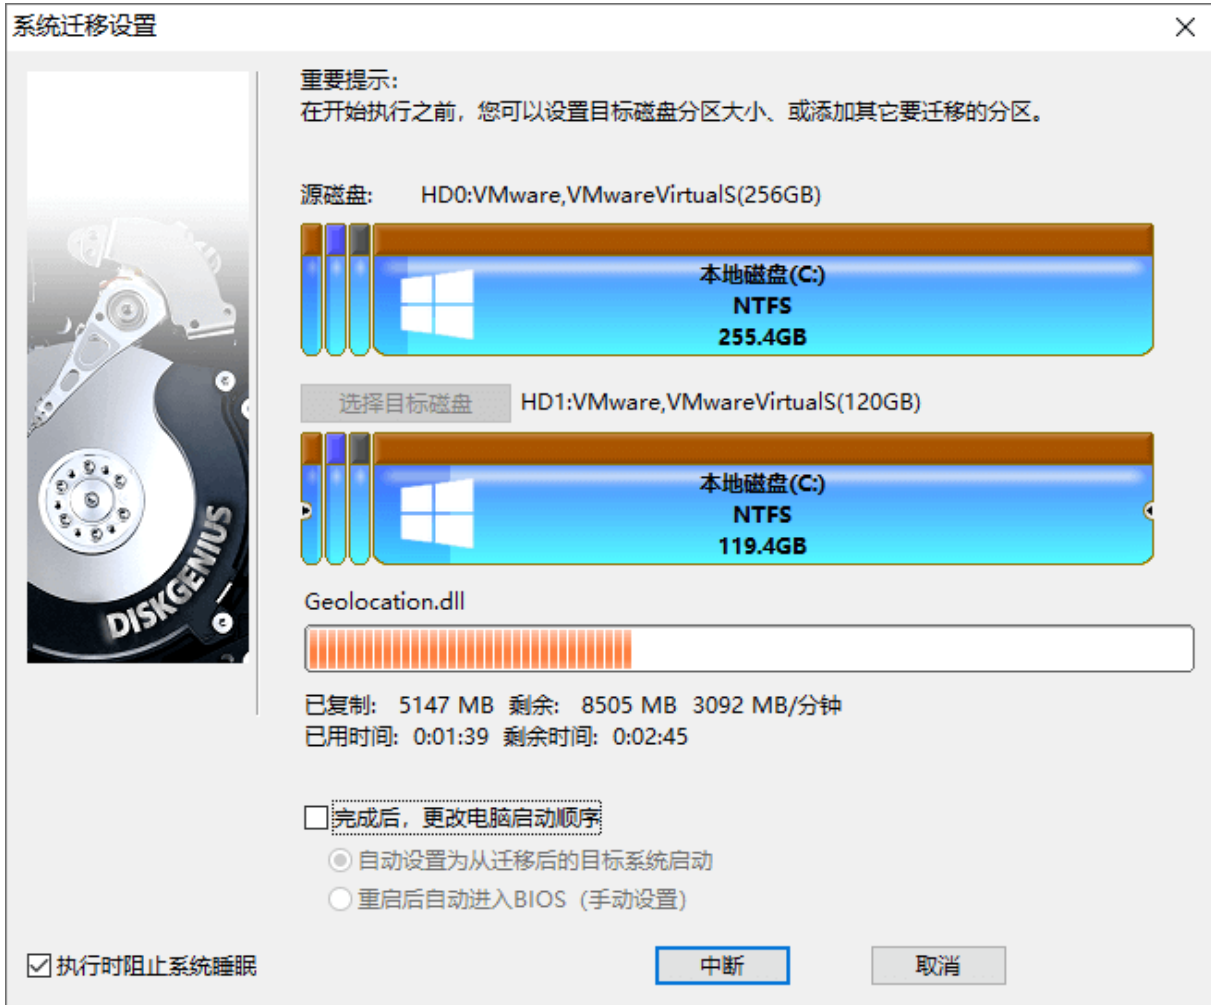 系统迁移设置
重要提示:
在开始执行之前，您可以设置目标磁盘分区大小、或添加其它要迁移的分区。
源磁盘: HD0:VMware,VMwareVirtualS(256GB)
本地磁盘(C:)
NTFS
255.4GB
选择目标磁盘 HD1:VMware,VMwareVirtualS(120GB)
本地磁盘(C:)
NTFS
119.4GB
DISKGENIUS
Geolocation.dll
已复制: 5147 MB 剩余: 8505 MB 3092 MB/分钟
已用时间: 0:01:39 剩余时间: 0:02:45
完成后，更改电脑启动顺序
自动设置为从迁移后的目标系统启动
重启后自动进入BIOS（手动设置）
执行时阻止系统睡眠 中断 取消